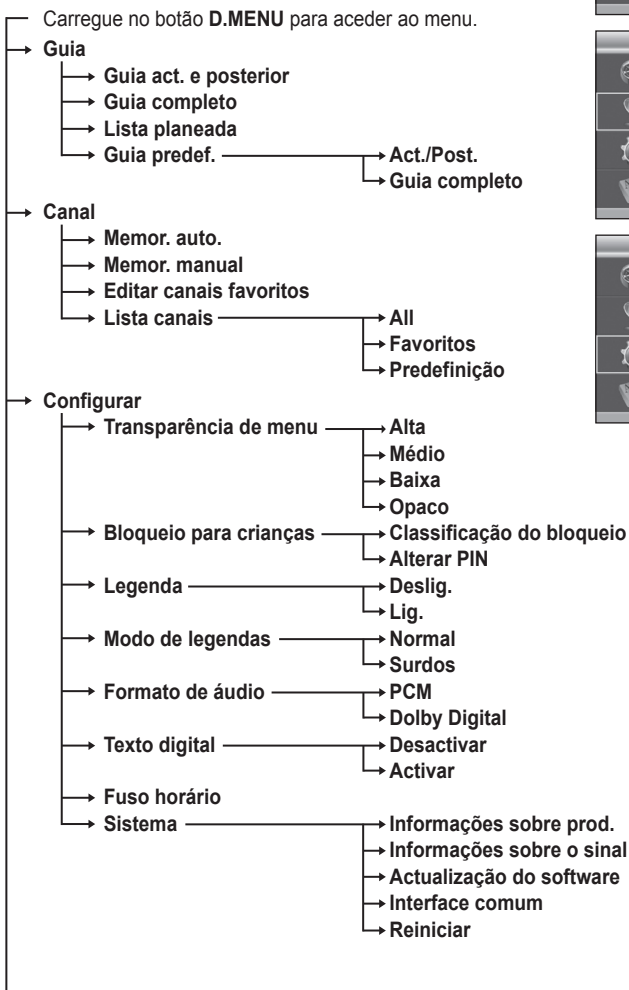 Carregue no botão D.MENU para aceder ao menu.
Guia
Guia act. e posterior
Guia completo
Lista planeada
Guia predef.
Act./Post.
Guia completo
Canal
Memor. auto.
Memor. manual
Editar canais favoritos
Lista canais
All
Favoritos
Predefinição
Configurar
Transparência de menu
Alta
Médio
Baixa
Opaco
Bloqueio para crianças
Classificação do bloqueio
Alterar PIN
Legenda
Deslig.
Lig.
Modo de legendas
Normal
Surdos
Formato de áudio
PCM
Dolby Digital
Texto digital
Desactivar
Activar
Fuso horário
Sistema
Informações sobre prod.
Informações sobre o sinal
Actualização do software
Interface comum
Reiniciar